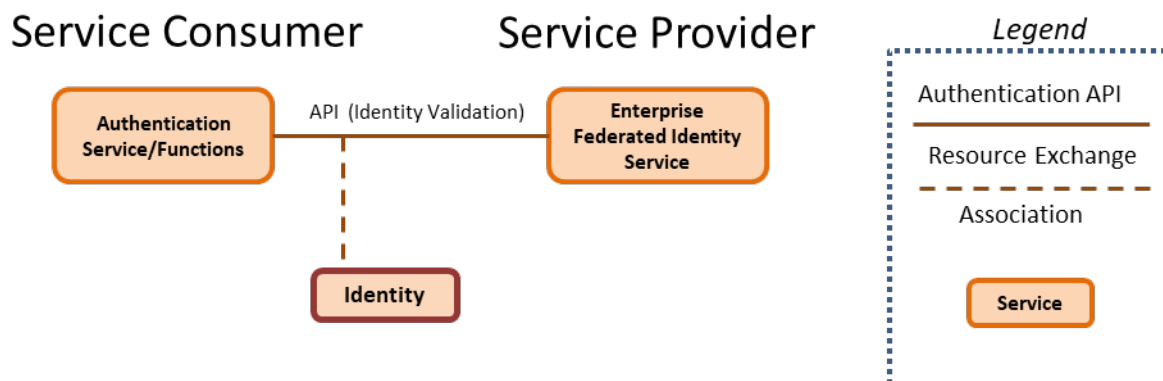 Service Consumer
Service Provider
Legend
Authentication
Service/Functions
API (Identity Validation)
Enterprise
Federated Identity
Service
Identity
Authentication API
Resource Exchange
Association
Service